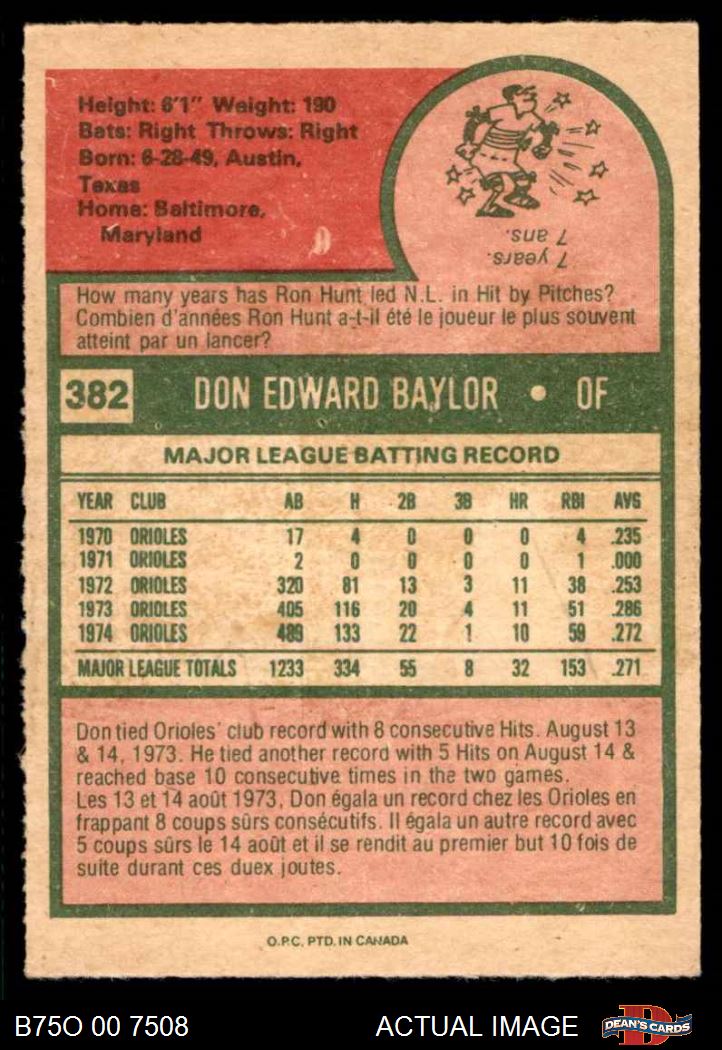 Height: 6'1" Weight: 190
Bats: Right Throws: Right
Born: 6-28-49, Austin,
Texas
Home: Baltimore,
Maryland
7 years.
7 ans.
How many years has Ron Hunt led N.L. in Hit by Pitches?
Combien d'années Ron Hunt a-t-il été le joueur le plus souvent
atteint par un lancer?
382 DON EDWARD BAYLOR • OF
MAJOR LEAGUE BATTING RECORD
YEAR CLUB AB H 2B 3B HR RBI AVG
1970 ORIOLES 17 4 0 0 0 4 .235
1971 ORIOLES 2 0 0 0 0 1 .000
1972 ORIOLES 320 81 13 3 11 38 .253
1973 ORIOLES 405 116 20 4 11 51 .286
1974 ORIOLES 489 133 22 1 10 59 .272
MAJOR LEAGUE TOTALS 1233 334 55 8 32 153 .271
Don tied Orioles' club record with 8 consecutive Hits. August 13
& 14, 1973. He tied another record with 5 Hits on August 14 &
reached base 10 consecutive times in the two games.
Les 13 et 14 août 1973, Don égala un record chez les Orioles en
frappant 8 coups sûrs consécutifs. Il égala un autre record avec
5 coups sûrs le 14 août et il se rendit au premier but 10 fois de
suite durant ces duex joutes.
O.P.C. PTD. IN CANADA
B75O 00 7508 ACTUAL IMAGE DEAN'S CARDS